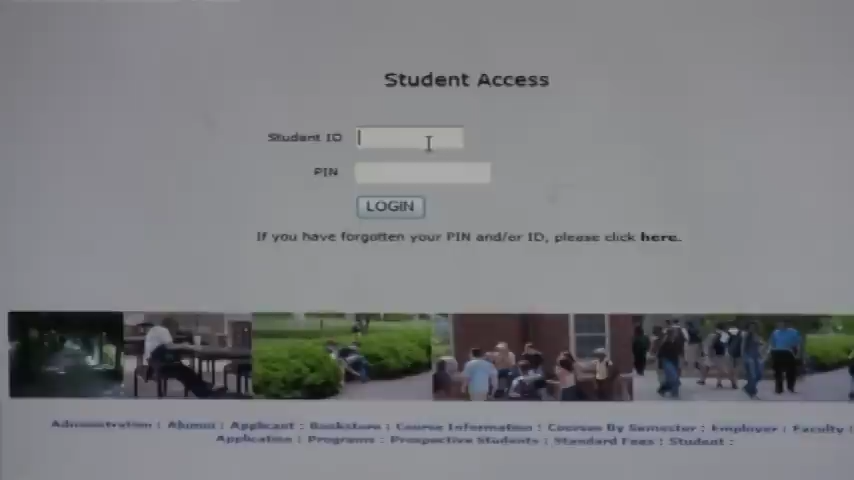 Student Access
Student ID
PIN
LOGIN
If you have forgotten your PIN and/or ID, please click here.
Administration : Alumni : Applicant : Bookstore : Course Information : Courses By Semester : Employer : Faculty :
Application : Programs : Prospective Students : Standard Fees : Student :